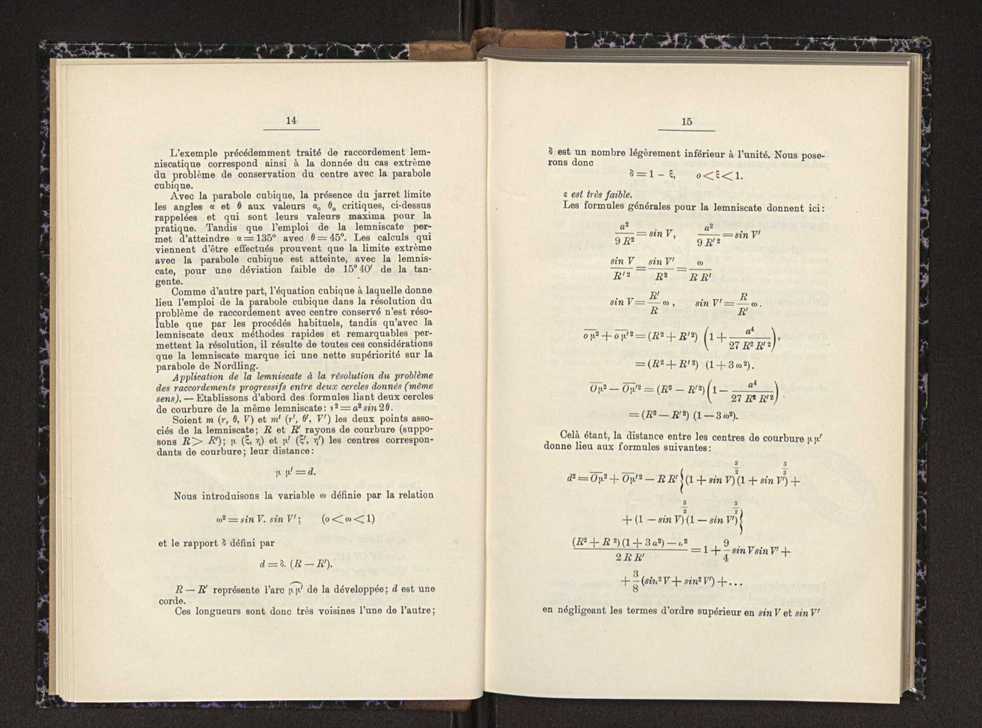 14
L'exemple précédemment traité de raccordement lem-
niscatique correspond ainsi à la donnée du cas extrême
du problème de conservation du centre avec la parabole
cubique.
Avec la parabole cubique, la présence du jarret limite
les angles α et θ aux valeurs α₀ θ₀ critiques, ci-dessus
rappelées et qui sont leurs valeurs maxima pour la
pratique. Tandis que l'emploi de la lemniscate per-
met d'atteindre α = 135° avec θ = 45°. Les calculs qui
viennent d'être effectués prouvent que la limite extrême
avec la parabole cubique est atteinte, avec la lemnis-
cate, pour une déviation faible de 15° 40' de la tan-
gente.
Comme d'autre part, l'équation cubique à laquelle donne
lieu l'emploi de la parabole cubique dans la résolution du
problème de raccordement avec centre conservé n'est réso-
luble que par les procédés habituels, tandis qu'avec la
lemniscate deux méthodes rapides et remarquables per-
mettent la résolution, il résulte de toutes ces considérations
que la lemniscate marque ici une nette supériorité sur la
parabole de Nordling.
Application de la lemniscate à la résolution du problème
des raccordements progressifs entre deux cercles donnés (même
sens). — Etablissons d'abord des formules liant deux cercles
de courbure de la même lemniscate: r² = a² sin 2θ.
Soient m (r, θ, V) et m' (r', θ', V') les deux points asso-
ciés de la lemniscate; R et R' rayons de courbure (suppo-
sons R > R'); μ (ξ, η) et μ' (ξ', η') les centres correspon-
dants de courbure; leur distance:
μ μ' = d.
Nous introduisons la variable ω définie par la relation
ω² = sin V. sin V'; (o < ω < 1)
et le rapport δ défini par
d = δ. (R — R').
R — R' représente l'arc μμ' de la développée; d est une
corde.
Ces longueurs sont donc très voisines l'une de l'autre;
15
δ est un nombre légèrement inférieur à l'unité. Nous pose-
rons donc
δ = 1 - ξ, o < ξ < 1.
ε est très faible.
Les formules générales pour la lemniscate donnent ici:
a²/9 R² = sin V, a²/9 R'² = sin V'
sin V/R'² = sin V'/R² = ω/R R'
sin V = R'/R ω, sin V' = R/R' ω.
oμ² + oμ'² = (R² + R'²) (1 + a⁴/27 R² R'²),
= (R² + R'²) (1 + 3 ω²).
Oμ² — Oμ'² = (R² — R'²) (1 — a⁴/27 R² R'²)
= (R² — R'²) (1 — 3 ω²).
Celà étant, la distance entre les centres de courbure μ μ'
donne lieu aux formules suivantes:
d² = Oμ² + Oμ'² — R R' {(1 + sin V)^3/2 (1 + sin V')^3/2 +
+ (1 — sin V)^3/2 (1 — sin V')^3/2}
(R² + R'²) (1 + 3 ω²) — d²/2 R R' = 1 + 9/4 sin V sin V' +
+ 3/8 (sin² V + sin² V') + ...
en négligeant les termes d'ordre supérieur en sin V et sin V'